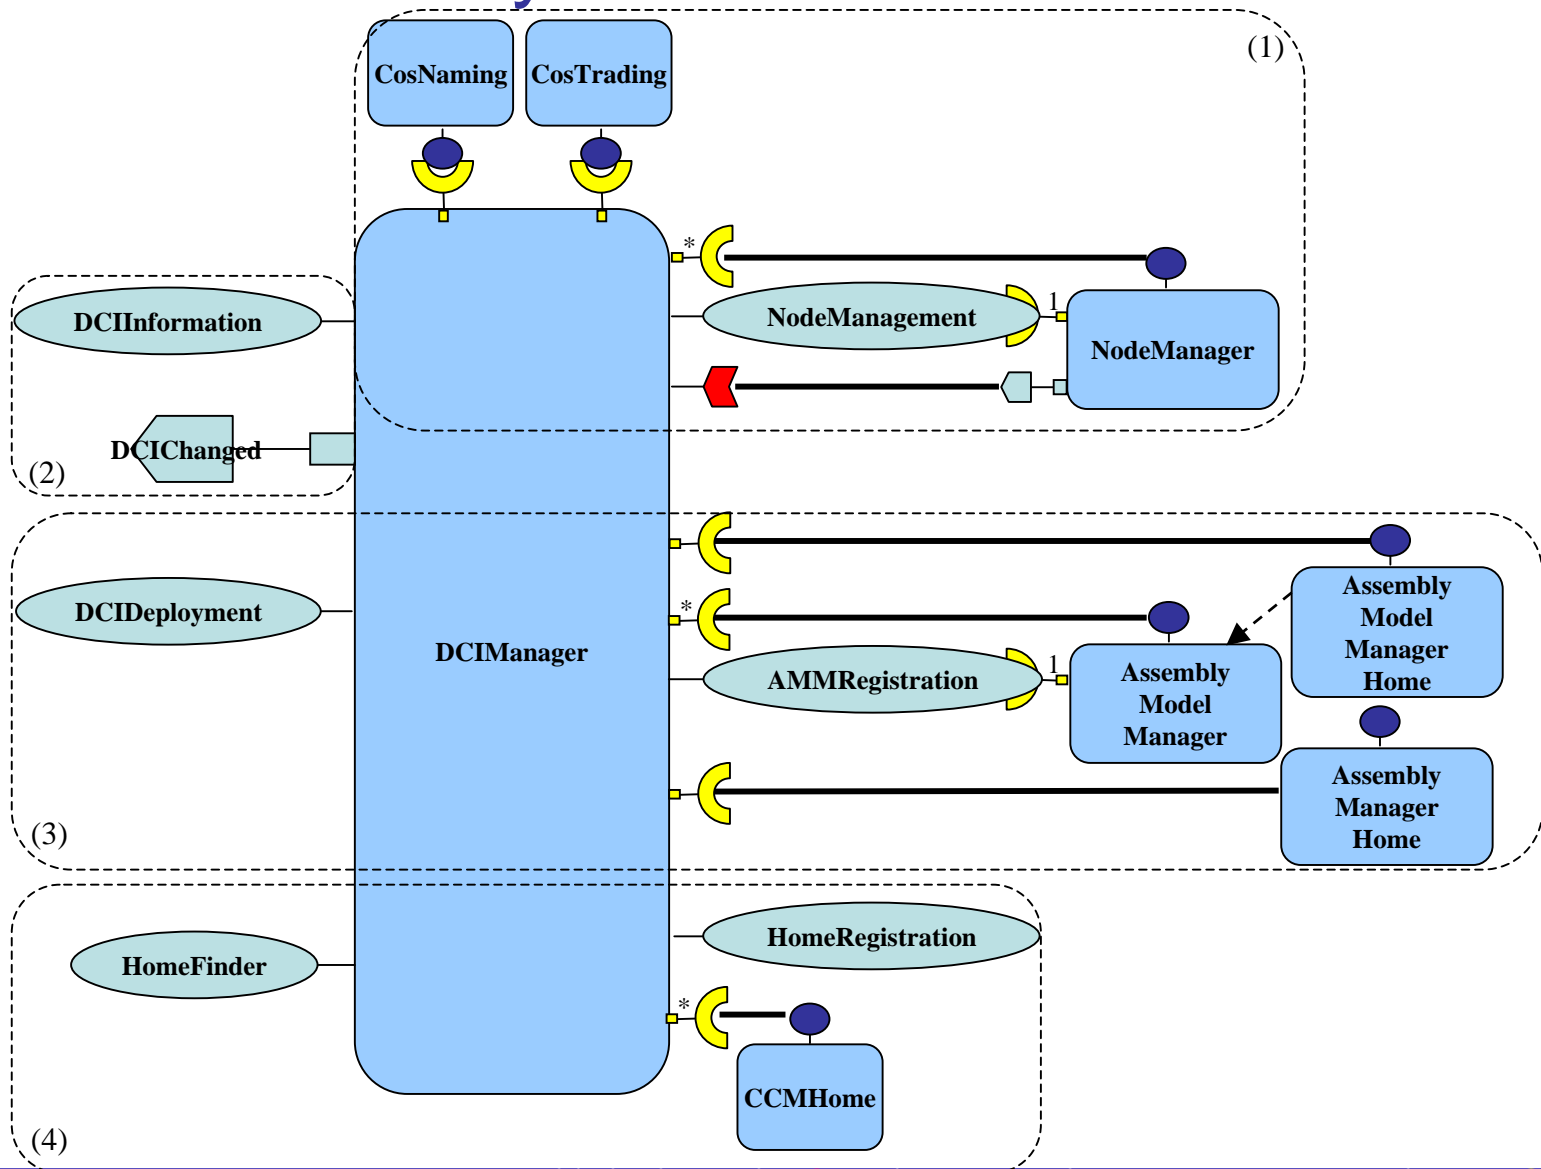 (1)
CosNaming
CosTrading
*
DCIInformation
NodeManagement
1
NodeManager
DCIChanged
(2)
DCIDeployment
DCIManager
*
AMMRegistration
1
Assembly
Model
Manager
Assembly
Model
Manager
Home
Assembly
Manager
Home
(3)
HomeFinder
HomeRegistration
*
CCMHome
(4)